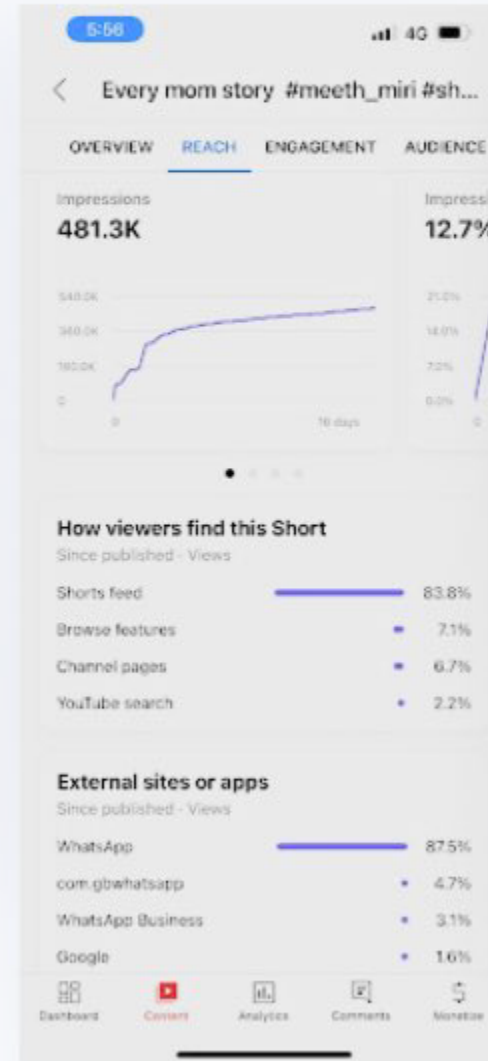 5:56 4G
Every mom story #meeth_miri #sh...
OVERVIEW REACH ENGAGEMENT AUDIENCE
Impressions Impressi
481.3K 12.7%
540.0K 21.0%
360.0K 14.0%
180.0K 7.0%
0 0.0%
0 16 days 0
How viewers find this Short
Since published - Views
Shorts feed 83.8%
Browse features 7.1%
Channel pages 6.7%
YouTube search 2.2%
External sites or apps
Since published - Views
WhatsApp 87.5%
com.gbwhatsapp 4.7%
WhatsApp Business 3.1%
Google 1.6%
Dashboard Content Analytics Comments Monetize